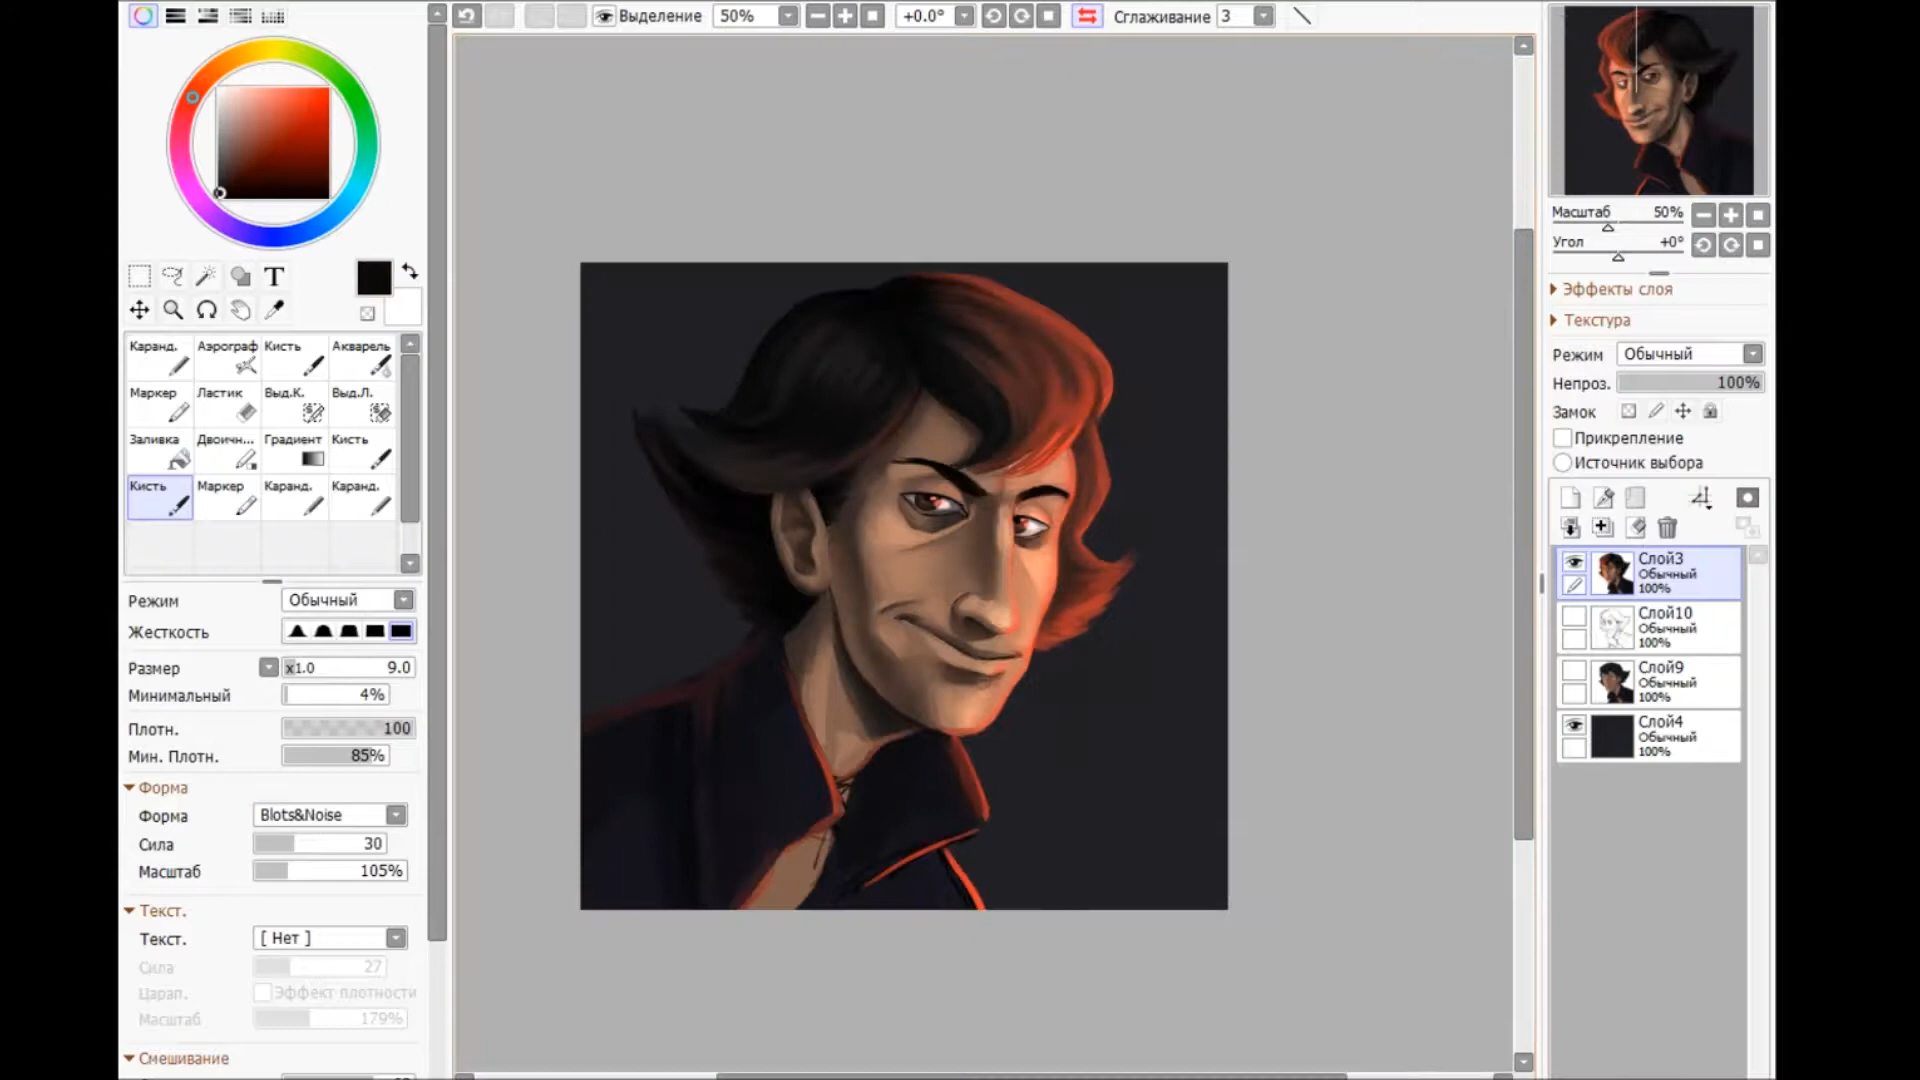 Выделение 50% +0.0° Сглаживание 3
T
Каранд. Аэрограф Кисть Акварель
Маркер Ластик Выд.К. Выд.Л.
Заливка Двоичн... Градиент Кисть
Кисть Маркер Каранд. Каранд.
Режим Обычный
Жесткость
Размер x1.0 9.0
Минимальный 4%
Плотн. 100
Мин. Плотн. 85%
Форма
Форма Blots&Noise
Сила 30
Масштаб 105%
Текст.
Текст. [ Нет ]
Сила 27
Царап. Эффект плотности
Масштаб 179%
Смешивание
Масштаб 50%
Угол +0°
Эффекты слоя
Текстура
Режим Обычный
Непроз. 100%
Замок
Прикрепление
Источник выбора
Слой3
Обычный
100%
Слой10
Обычный
100%
Слой9
Обычный
100%
Слой4
Обычный
100%